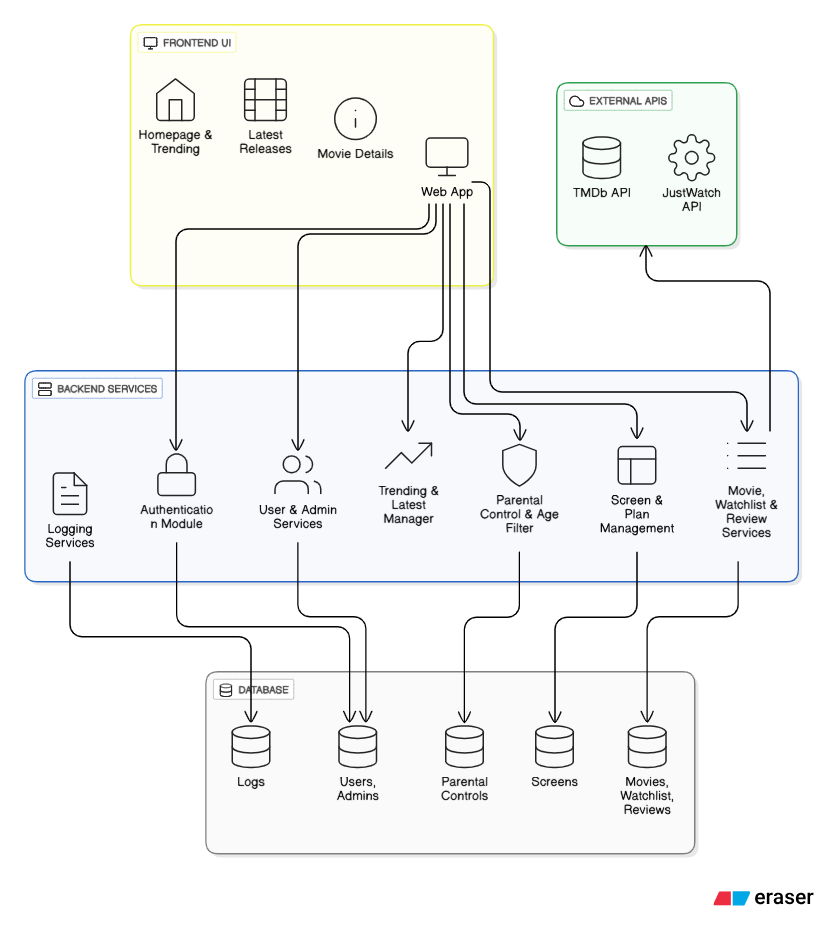 FRONTEND UI
Homepage &
Trending
Latest
Releases
Movie Details
Web App
EXTERNAL APIS
TMDb API
JustWatch
API
BACKEND SERVICES
Logging
Services
Authenticatio
n Module
User & Admin
Services
Trending &
Latest
Manager
Parental
Control & Age
Filter
Screen &
Plan
Management
Movie,
Watchlist &
Review
Services
DATABASE
Logs
Users,
Admins
Parental
Controls
Screens
Movies,
Watchlist,
Reviews
eraser